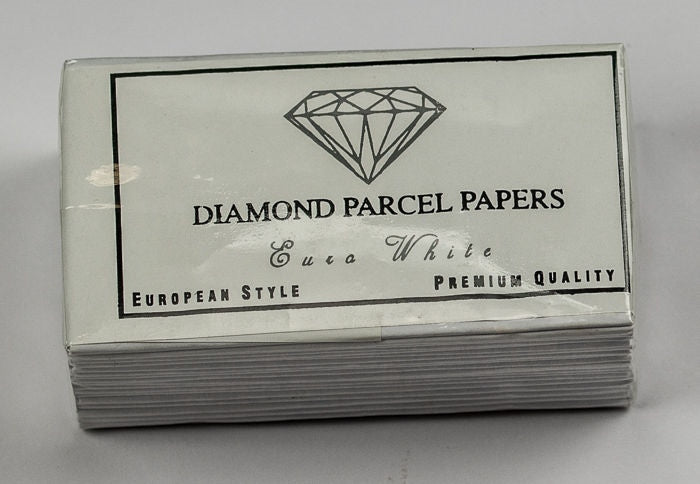 DIAMOND PARCEL PAPERS
Euro White
EUROPEAN STYLE
PREMIUM QUALITY